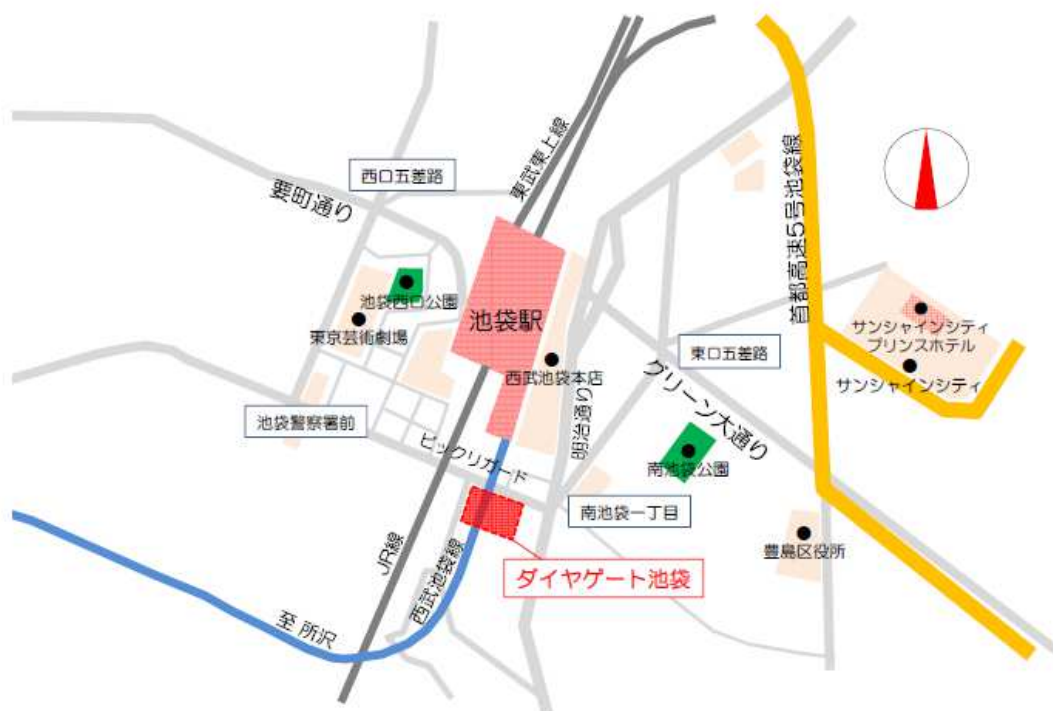 東武東上線
西口五差路
要町通り
首都高速5号池袋線
池袋西口公園
東京芸術劇場
池袋駅
サンシャインシティ
プリンスホテル
サンシャインシティ
東口五差路
西武池袋本店
グリーン大通り
明治通り
池袋警察署前
ビックリガード
南池袋公園
南池袋一丁目
豊島区役所
JR線
西武池袋線
ダイヤゲート池袋
至 所沢